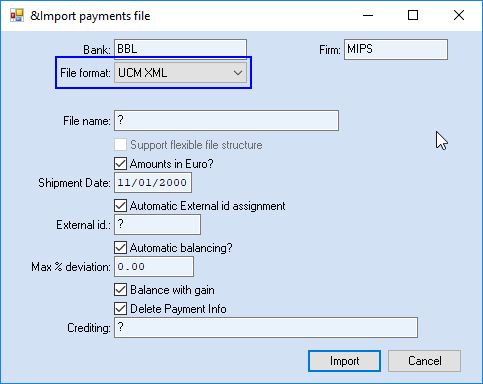 &Import payments file
Bank: BBL Firm: MIPS
File format: UCM XML
File name: ?
Support flexible file structure
Amounts in Euro?
Shipment Date: 11/01/2000
Automatic External id assignment
External id.: ?
Automatic balancing?
Max % deviation: 0.00
Balance with gain
Delete Payment Info
Crediting: ?
Import Cancel